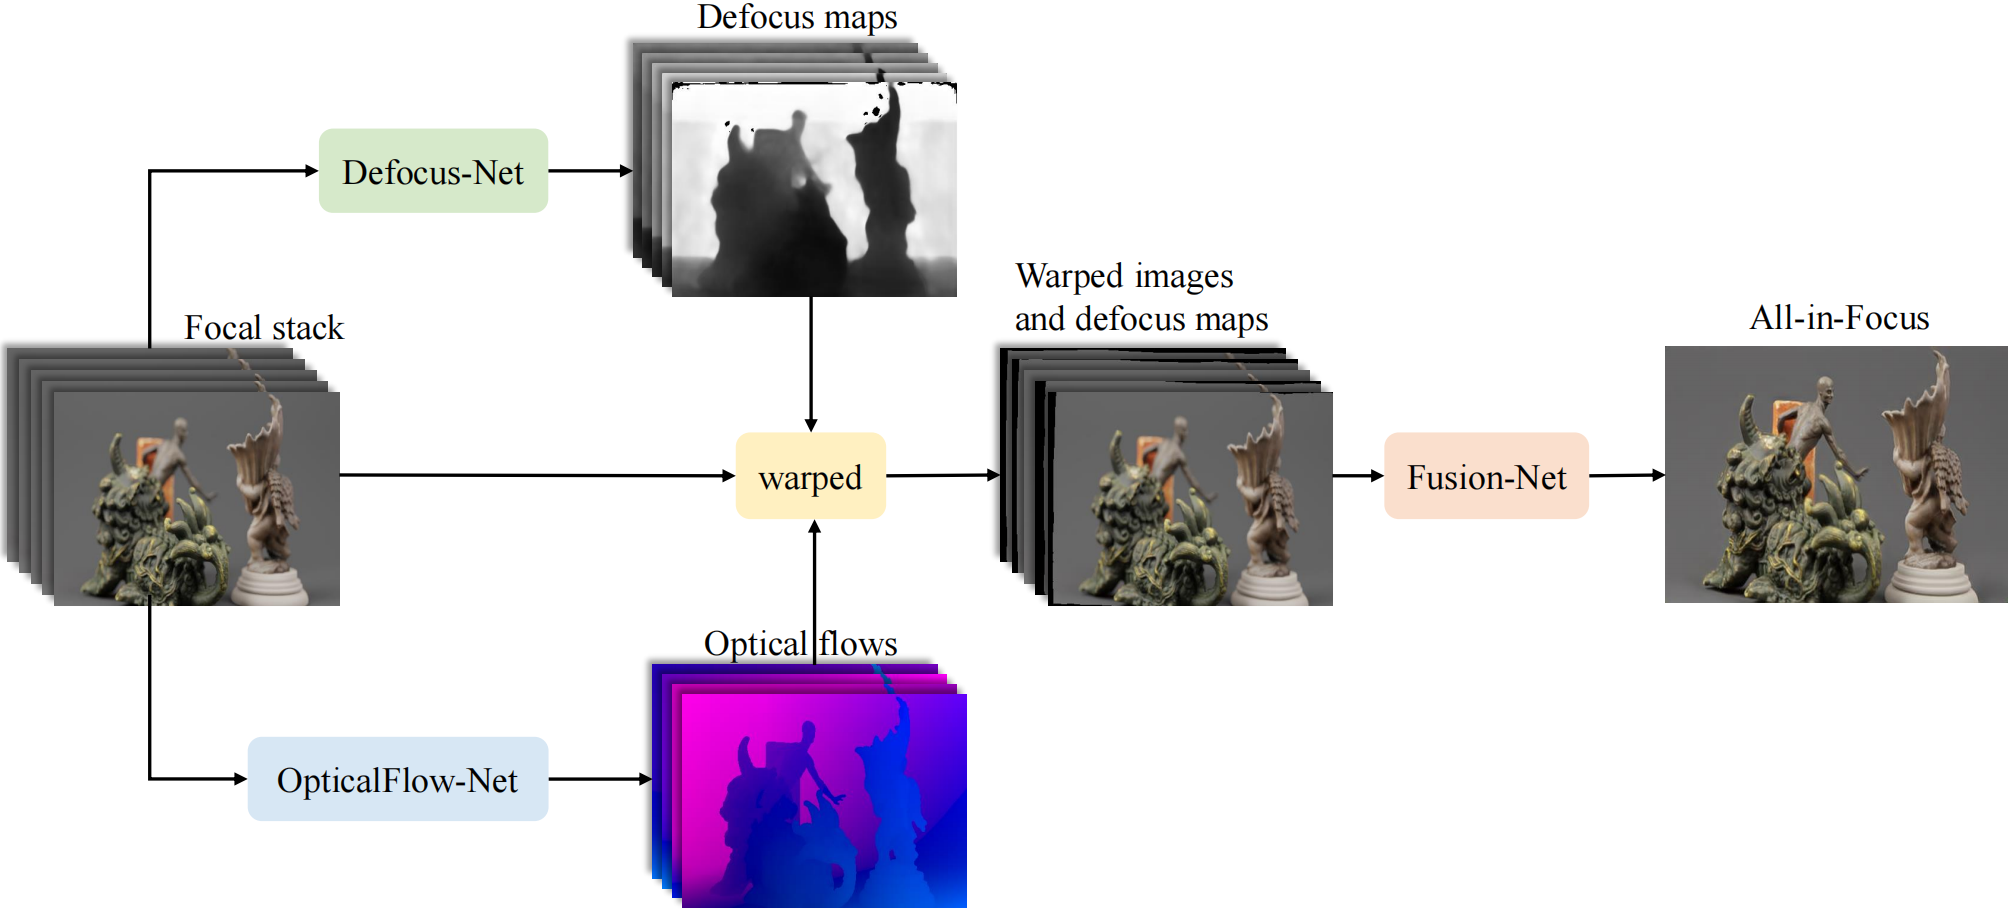 Defocus maps
Defocus-Net
Focal stack
Warped images
and defocus maps
All-in-Focus
warped
Fusion-Net
Optical flows
OpticalFlow-Net